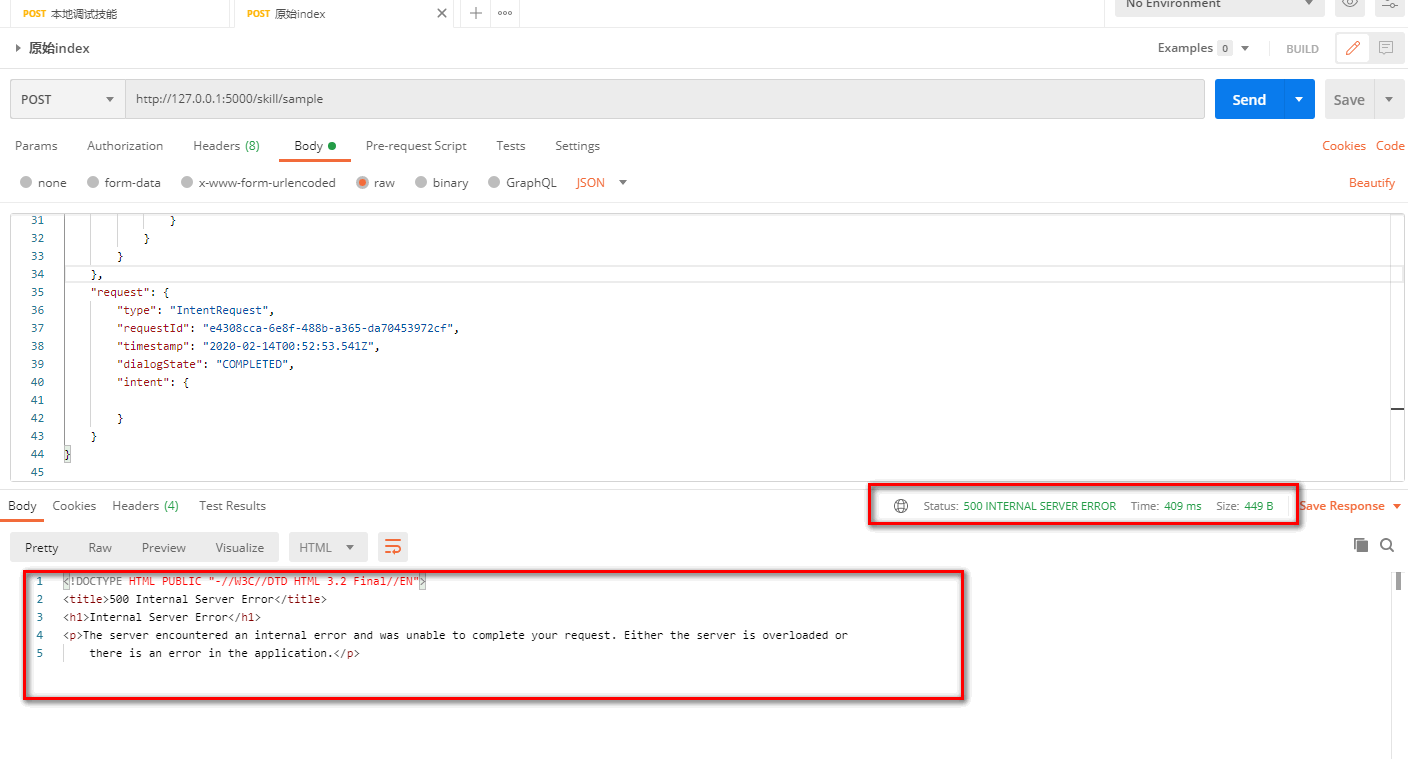 POST 本地调试技能 POST 原始index No Environment
原始index Examples 0 BUILD
POST http://127.0.0.1:5000/skill/sample Send Save
Params Authorization Headers (8) Body Pre-request Script Tests Settings Cookies Code
none form-data x-www-form-urlencoded raw binary GraphQL JSON Beautify
31 }
32 }
33 }
34 },
35 "request": {
36 "type": "IntentRequest",
37 "requestId": "e4308cca-6e8f-488b-a365-da70453972cf",
38 "timestamp": "2020-02-14T00:52:53.541Z",
39 "dialogState": "COMPLETED",
40 "intent": {
41
42 }
43 }
44 }
45
Body Cookies Headers (4) Test Results Status: 500 INTERNAL SERVER ERROR Time: 409 ms Size: 449 B Save Response
Pretty Raw Preview Visualize HTML
1 <!DOCTYPE HTML PUBLIC "-//W3C//DTD HTML 3.2 Final//EN">
2 <title>500 Internal Server Error</title>
3 <h1>Internal Server Error</h1>
4 <p>The server encountered an internal error and was unable to complete your request. Either the server is overloaded or
5 there is an error in the application.</p>